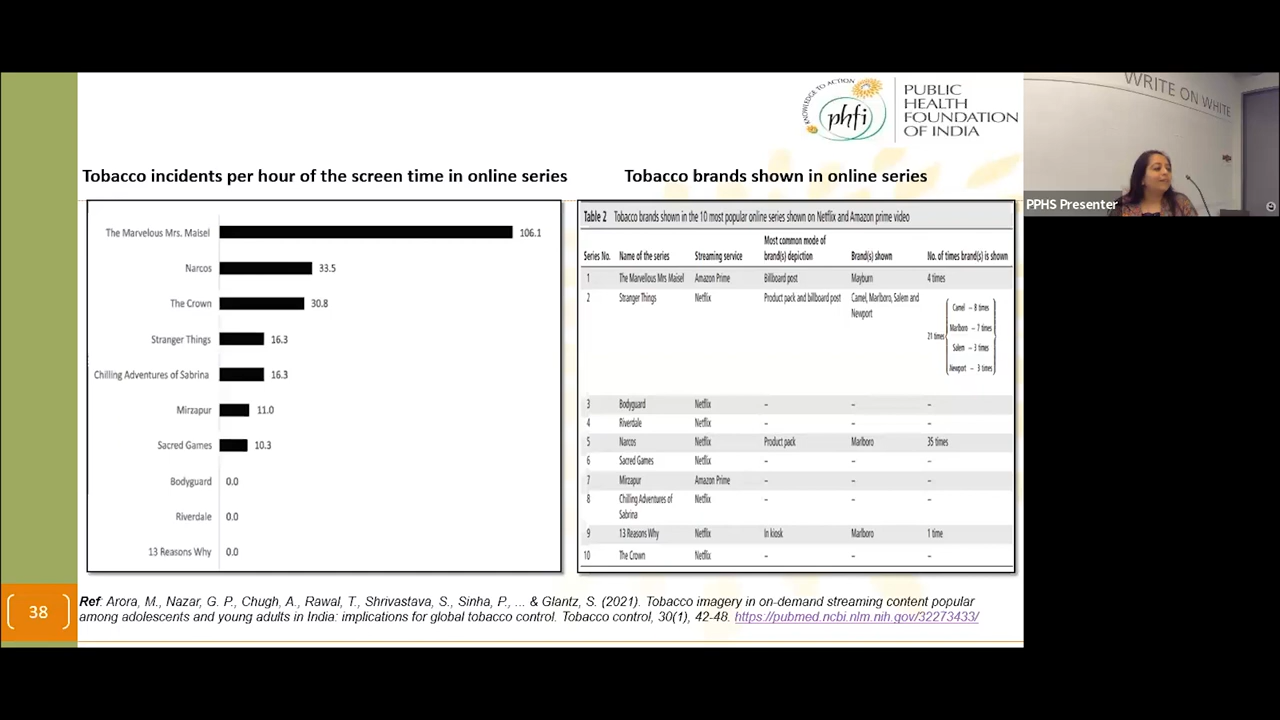 KNOWLEDGE TO ACTION
phfi
PUBLIC
HEALTH
FOUNDATION
OF INDIA
WRITE ON WHITE
PPHS Presenter
Tobacco incidents per hour of the screen time in online series
The Marvelous Mrs. Maisel 106.1
Narcos 33.5
The Crown 30.8
Stranger Things 16.3
Chilling Adventures of Sabrina 16.3
Mirzapur 11.0
Sacred Games 10.3
Bodyguard 0.0
Riverdale 0.0
13 Reasons Why 0.0
Tobacco brands shown in online series
Table 2 Tobacco brands shown in the 10 most popular online series shown on Netflix and Amazon prime video
Most common mode of
Series No. Name of the series Streaming service brand(s) depiction Brand(s) shown No. of times brand(s) is shown
1 The Marvellous Mrs Maisel Amazon Prime Billboard post Mayburn 4 times
2 Stranger Things Netflix Product pack and billboard post Camel, Marlboro, Salem and
Newport
21 times
Camel – 8 times
Marlboro – 7 times
Salem – 3 times
Newport – 3 times
3 Bodyguard Netflix – – –
4 Riverdale Netflix – – –
5 Narcos Netflix Product pack Marlboro 35 times
6 Sacred Games Netflix – – –
7 Mirzapur Amazon Prime – – –
8 Chilling Adventures of Netflix – – –
Sabrina
9 13 Reasons Why Netflix In kiosk Marlboro 1 time
10 The Crown Netflix – – –
38
Ref: Arora, M., Nazar, G. P., Chugh, A., Rawal, T., Shrivastava, S., Sinha, P., ... & Glantz, S. (2021). Tobacco imagery in on-demand streaming content popular
among adolescents and young adults in India: implications for global tobacco control. Tobacco control, 30(1), 42-48. https://pubmed.ncbi.nlm.nih.gov/32273433/